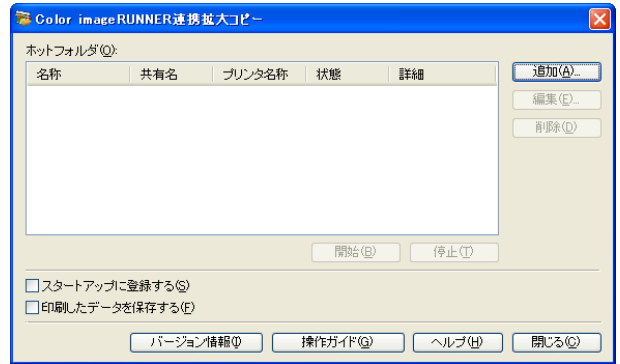 Color imageRUNNER連携拡大コピー
ホットフォルダ(O):
名称 共有名 プリンタ名称 状態 詳細
追加(A)...
編集(E)...
削除(D)
開始(B) 停止(T)
スタートアップに登録する(S)
印刷したデータを保存する(F)
バージョン情報(I) 操作ガイド(G) ヘルプ(H) 閉じる(C)